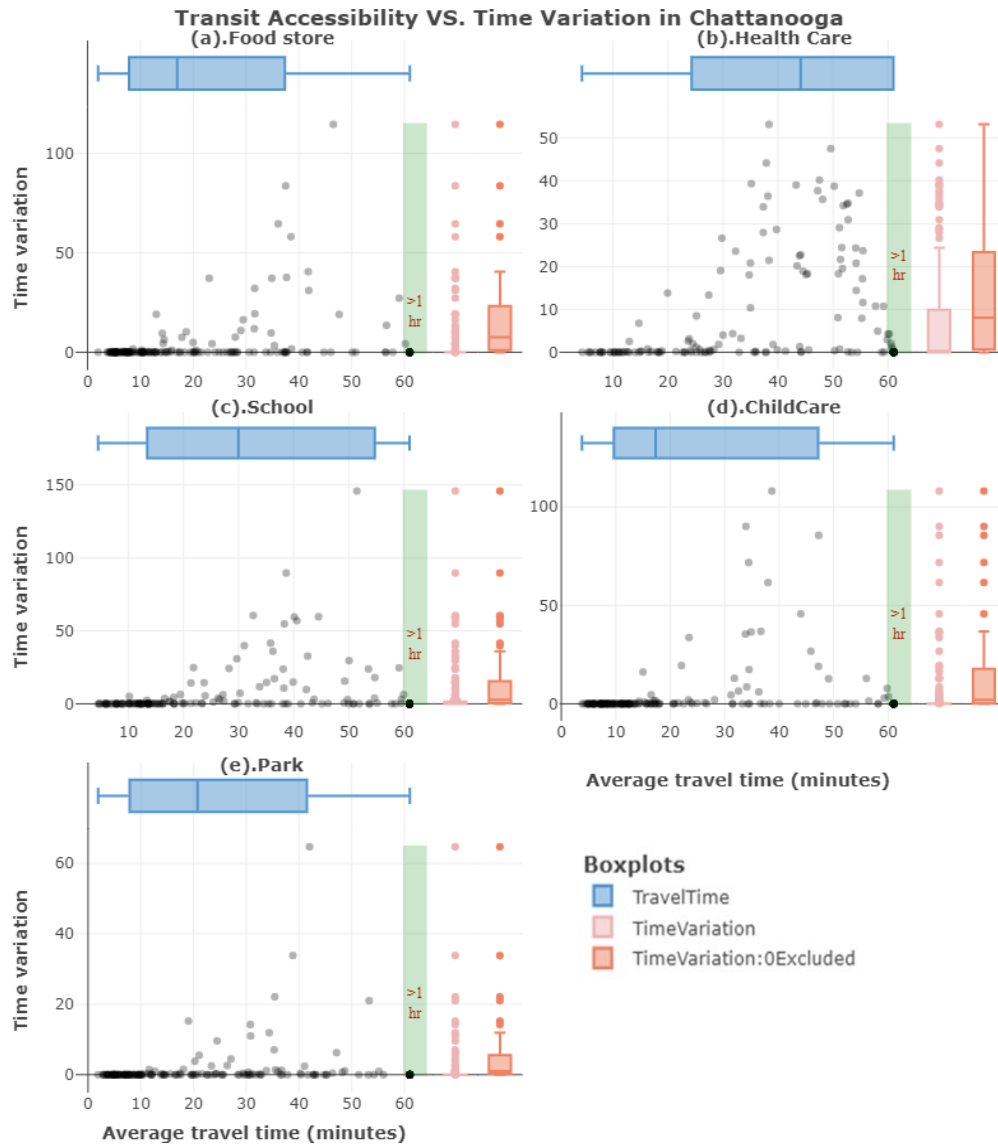 Transit Accessibility VS. Time Variation in Chattanooga
(a).Food store
(b).Health Care
Time variation
100
50
0
>1
hr
0 10 20 30 40 50 60
50
40
30
20
10
0
>1
hr
10 20 30 40 50 60
(c).School
(d).ChildCare
Time variation
150
100
50
0
>1
hr
10 20 30 40 50 60
100
50
0
>1
hr
0 10 20 30 40 50 60
(e).Park
Average travel time (minutes)
Time variation
60
40
20
0
>1
hr
0 10 20 30 40 50 60
Average travel time (minutes)
Boxplots
TravelTime
TimeVariation
TimeVariation:0Excluded